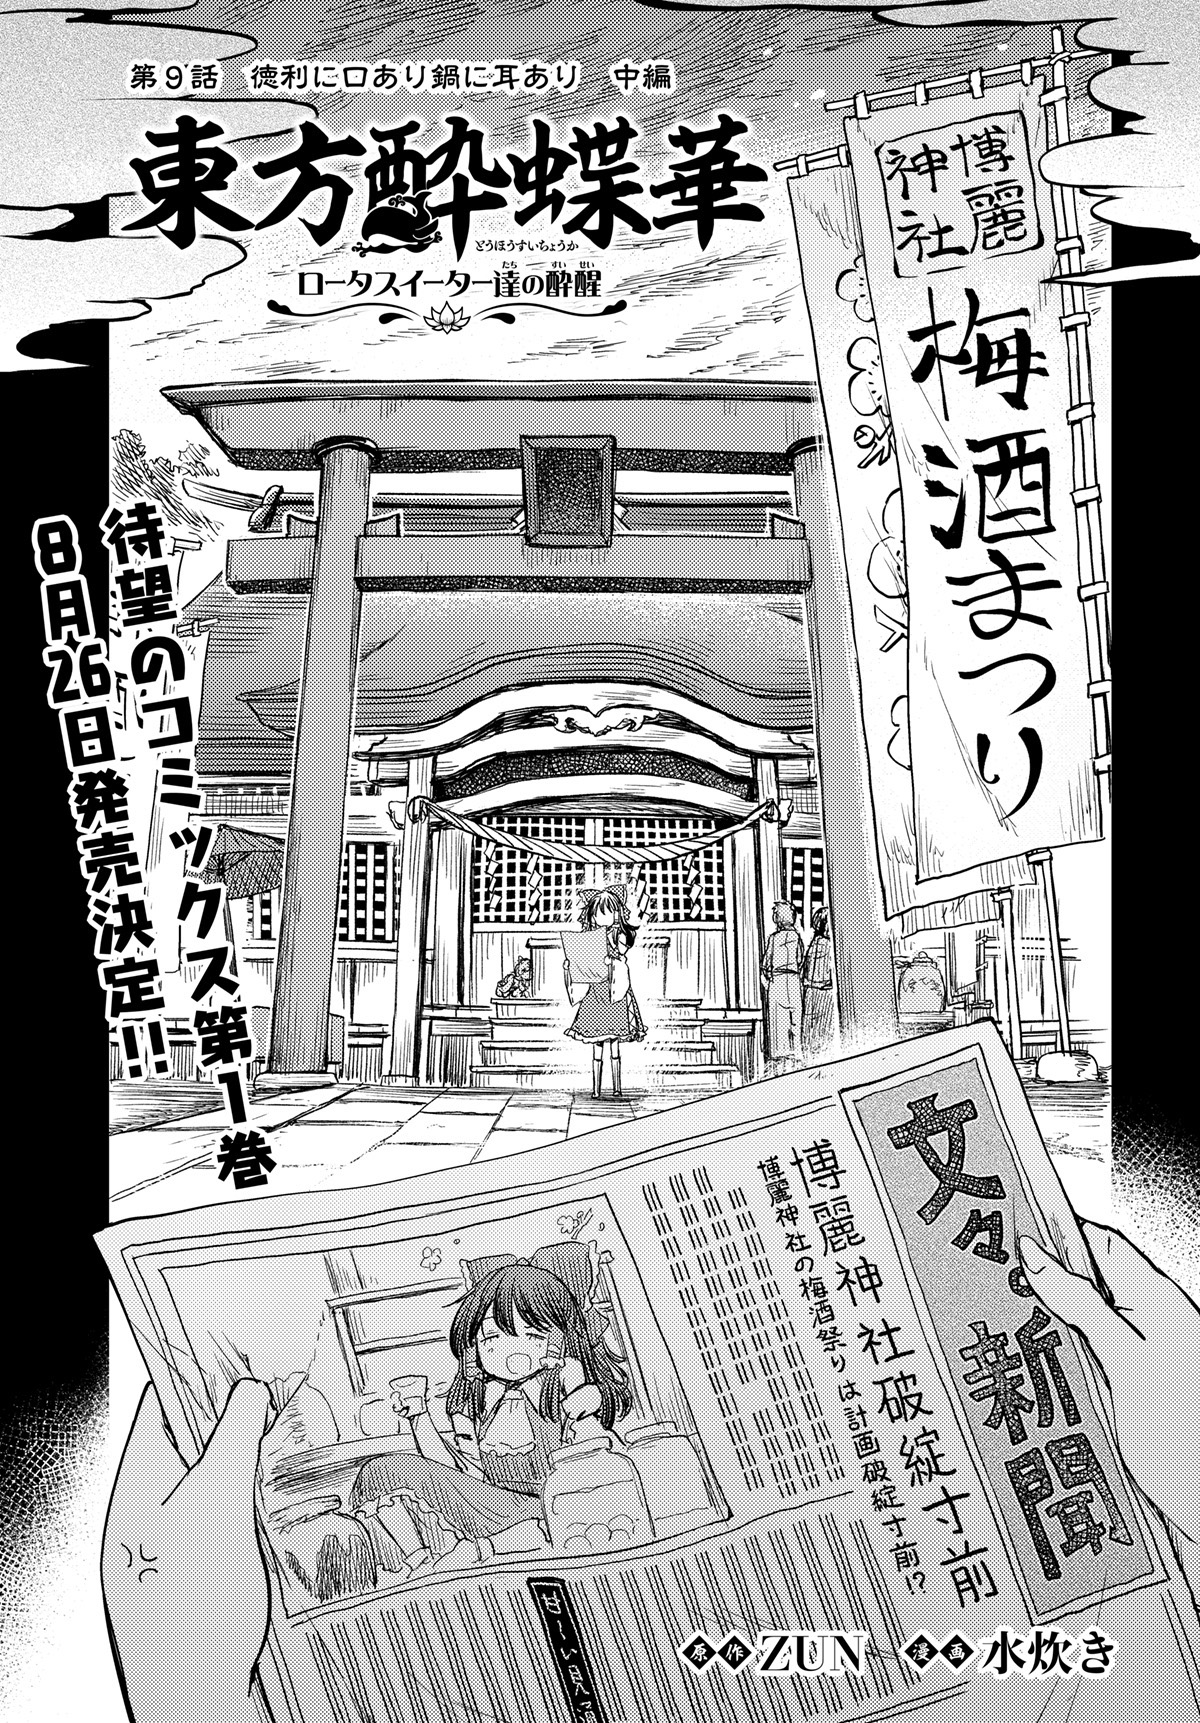 第9話　徳利に口あり鍋に耳あり　中編
東方酔蝶華
とうほうすいちょうか
ロータスイーター達の酔醒
たち
すいせい
博麗
神社
梅酒まつり
待望のコミックス第1巻
8月26日発売決定!!
文々。新聞
博麗神社破綻寸前
博麗神社の梅酒祭りは計画破綻寸前!?
原作 ZUN
漫画 水炊き